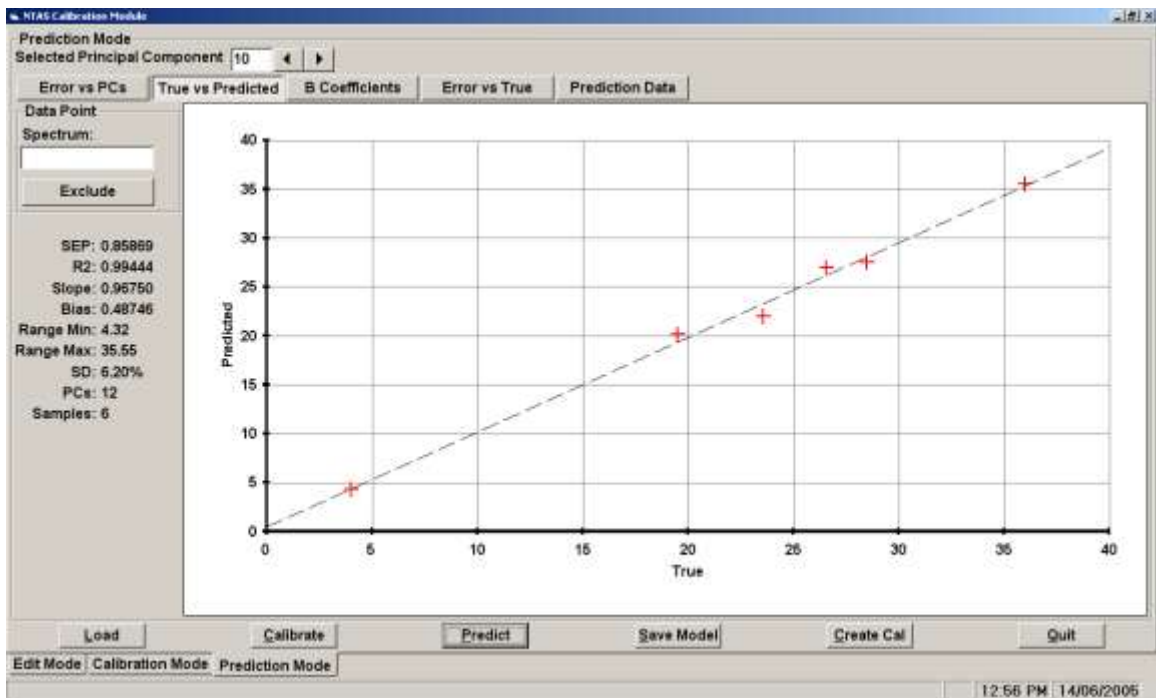 NTAS Calibration Module
Prediction Mode
Selected Principal Component 10
Error vs PCs True vs Predicted B Coefficients Error vs True Prediction Data
Data Point
Spectrum:
Exclude
SEP: 0.85869
R2: 0.99444
Slope: 0.96750
Bias: 0.48746
Range Min: 4.32
Range Max: 35.55
SD: 6.20%
PCs: 12
Samples: 6
40
35
30
25
20
15
10
5
0
Predicted
0 5 10 15 20 25 30 35 40
True
Load Calibrate Predict Save Model Create Cal Quit
Edit Mode Calibration Mode Prediction Mode
12:56 PM 14/06/2006